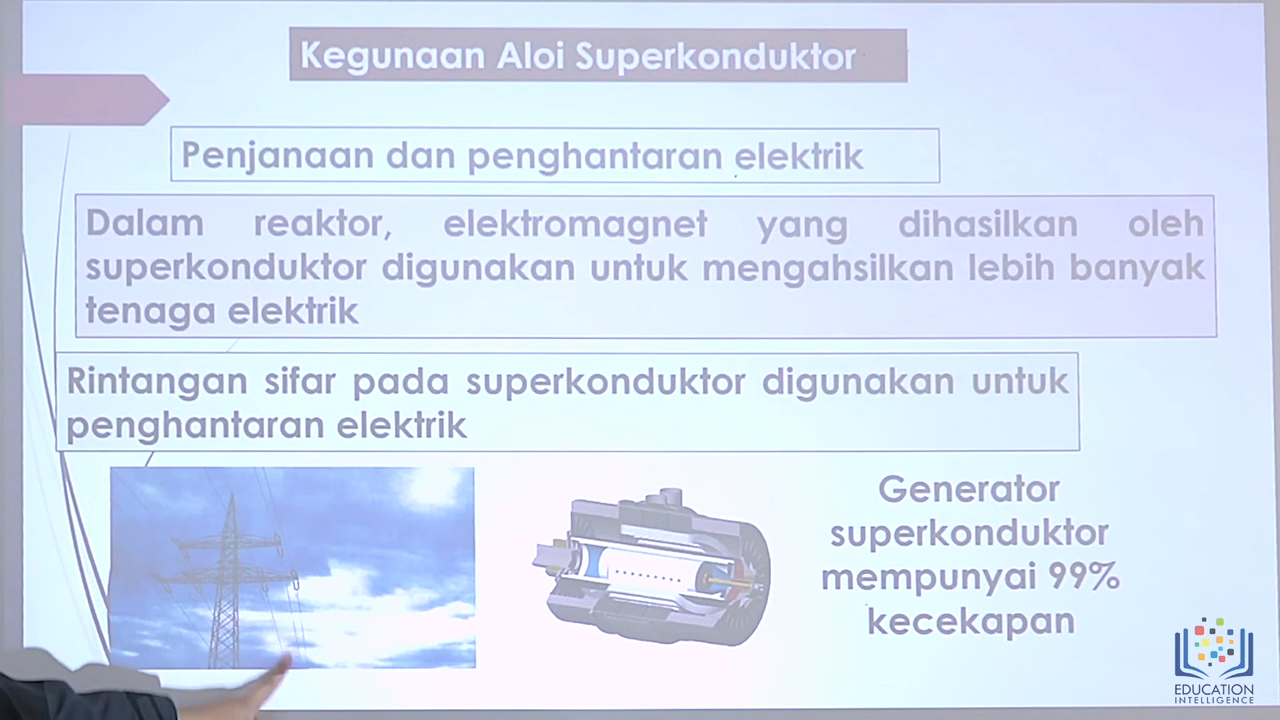 Kegunaan Aloi Superkonduktor
Penjanaan dan penghantaran elektrik
Dalam reaktor, elektromagnet yang dihasilkan oleh
superkonduktor digunakan untuk mengahsilkan lebih banyak
tenaga elektrik
Rintangan sifar pada superkonduktor digunakan untuk
penghantaran elektrik
Generator
superkonduktor
mempunyai 99%
kecekapan
EDUCATION
INTELLIGENCE